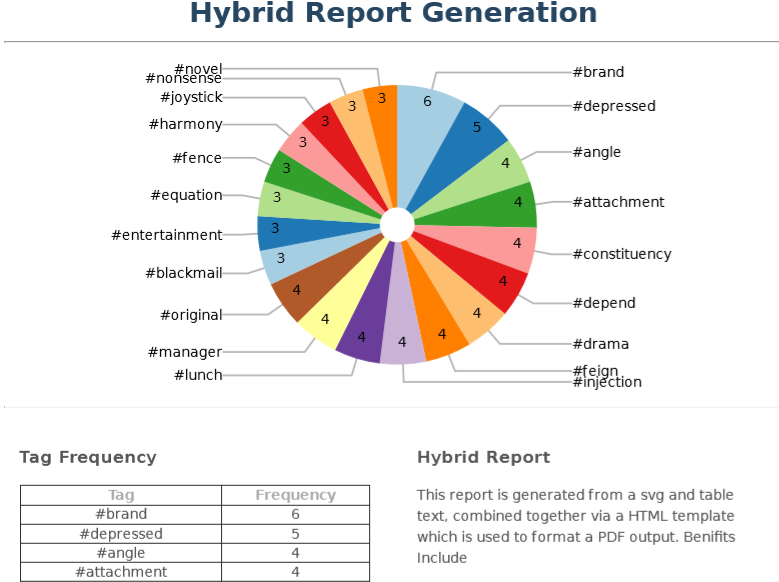 Hybrid Report Generation
#novel
#nonsense
#joystick
#harmony
#fence
#equation
#entertainment
#blackmail
#original
#manager
#lunch
3
3
3
3
3
3
3
3
4
4
4
4
4
4
4
4
4
4
5
6
#brand
#depressed
#angle
#attachment
#constituency
#depend
#drama
#feign
#injection
Tag Frequency
Tag Frequency
#brand 6
#depressed 5
#angle 4
#attachment 4
Hybrid Report
This report is generated from a svg and table
text, combined together via a HTML template
which is used to format a PDF output. Benifits
Include